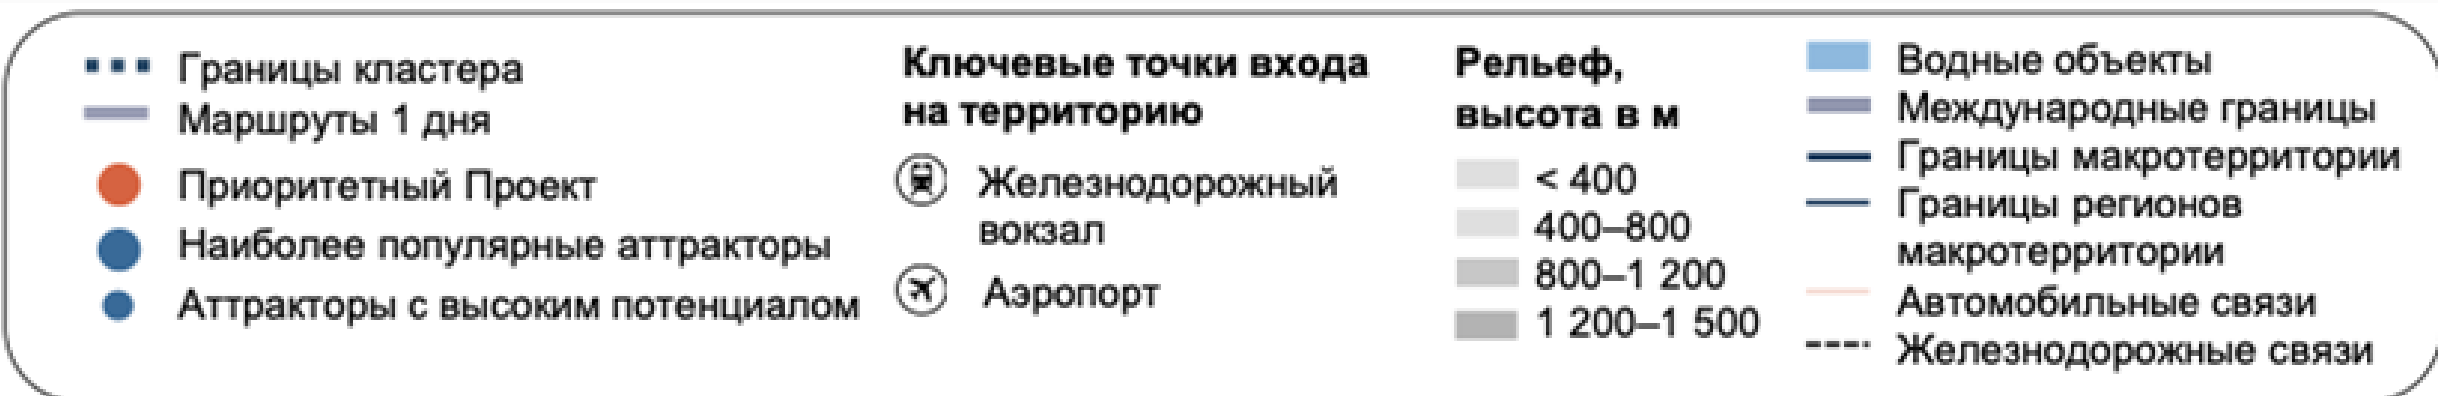 Границы кластера
Маршруты 1 дня
Приоритетный Проект
Наиболее популярные аттракторы
Аттракторы с высоким потенциалом
Ключевые точки входа
на территорию
Железнодорожный
вокзал
Аэропорт
Рельеф,
высота в м
< 400
400–800
800–1 200
1 200–1 500
Водные объекты
Международные границы
Границы макротерритории
Границы регионов
макротерритории
Автомобильные связи
Железнодорожные связи